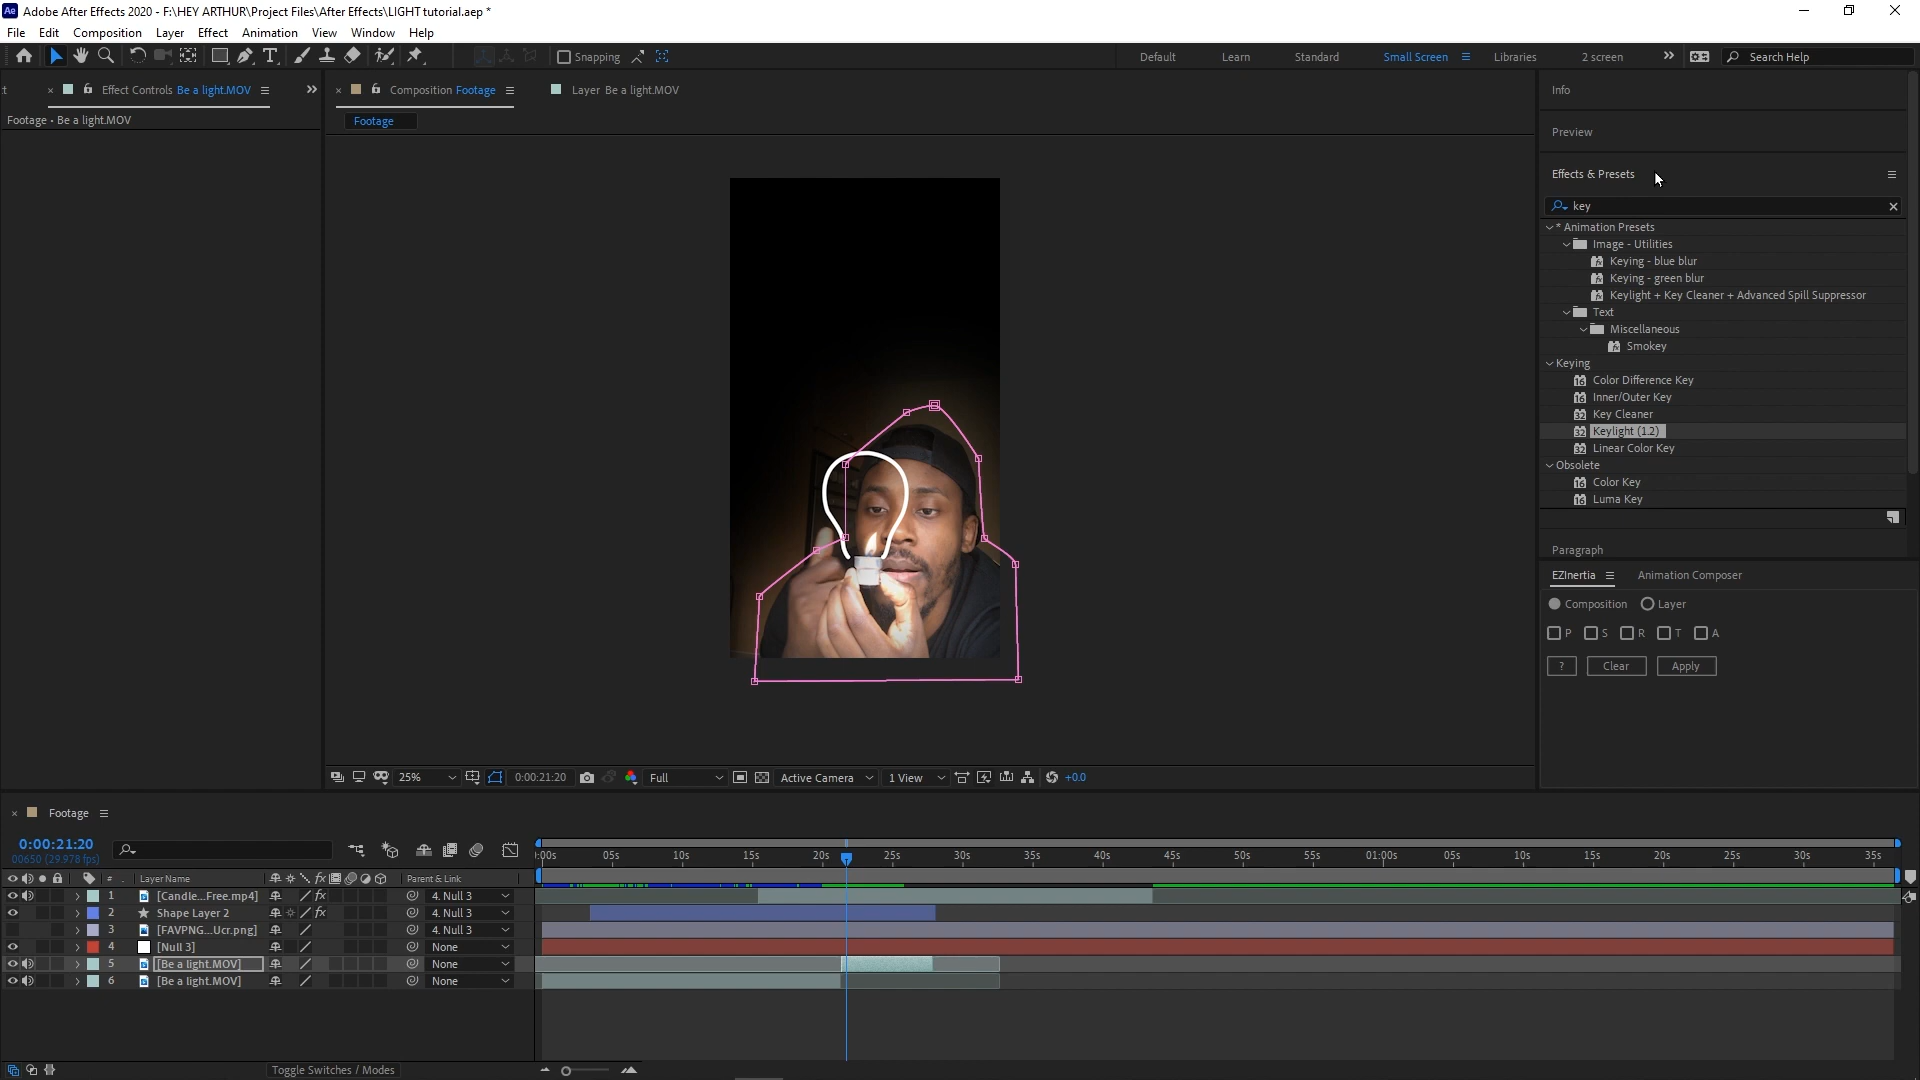 Ae Adobe After Effects 2020 - F:\HEY ARTHUR\Project Files\After Effects\LIGHT tutorial.aep *
File Edit Composition Layer Effect Animation View Window Help
Snapping Default Learn Standard Small Screen Libraries 2 screen Search Help
t Effect Controls Be a light.MOV
Composition Footage
Layer Be a light.MOV
Footage • Be a light.MOV
Footage
Info
Preview
Effects & Presets
key
* Animation Presets
Image - Utilities
Keying - blue blur
Keying - green blur
Keylight + Key Cleaner + Advanced Spill Suppressor
Text
Miscellaneous
Smokey
Keying
16 Color Difference Key
16 Inner/Outer Key
32 Key Cleaner
32 Keylight (1.2)
32 Linear Color Key
Obsolete
16 Color Key
16 Luma Key
Paragraph
EZInertia Animation Composer
Composition Layer
P S R T A
? Clear Apply
25% 0:00:21:20 Full Active Camera 1 View +0.0
Footage
0:00:21:20
00650 (29.978 fps)
:00s 05s 10s 15s 20s 25s 30s 35s 40s 45s 50s 55s 01:00s 05s 10s 15s 20s 25s 30s 35s
# . Layer Name fx Parent & Link
1 [Candle...Free.mp4] fx 4. Null 3
2 Shape Layer 2 fx 4. Null 3
3 [FAVPNG...Ucr.png] 4. Null 3
4 [Null 3] None
5 [Be a light.MOV] None
6 [Be a light.MOV] None
Toggle Switches / Modes